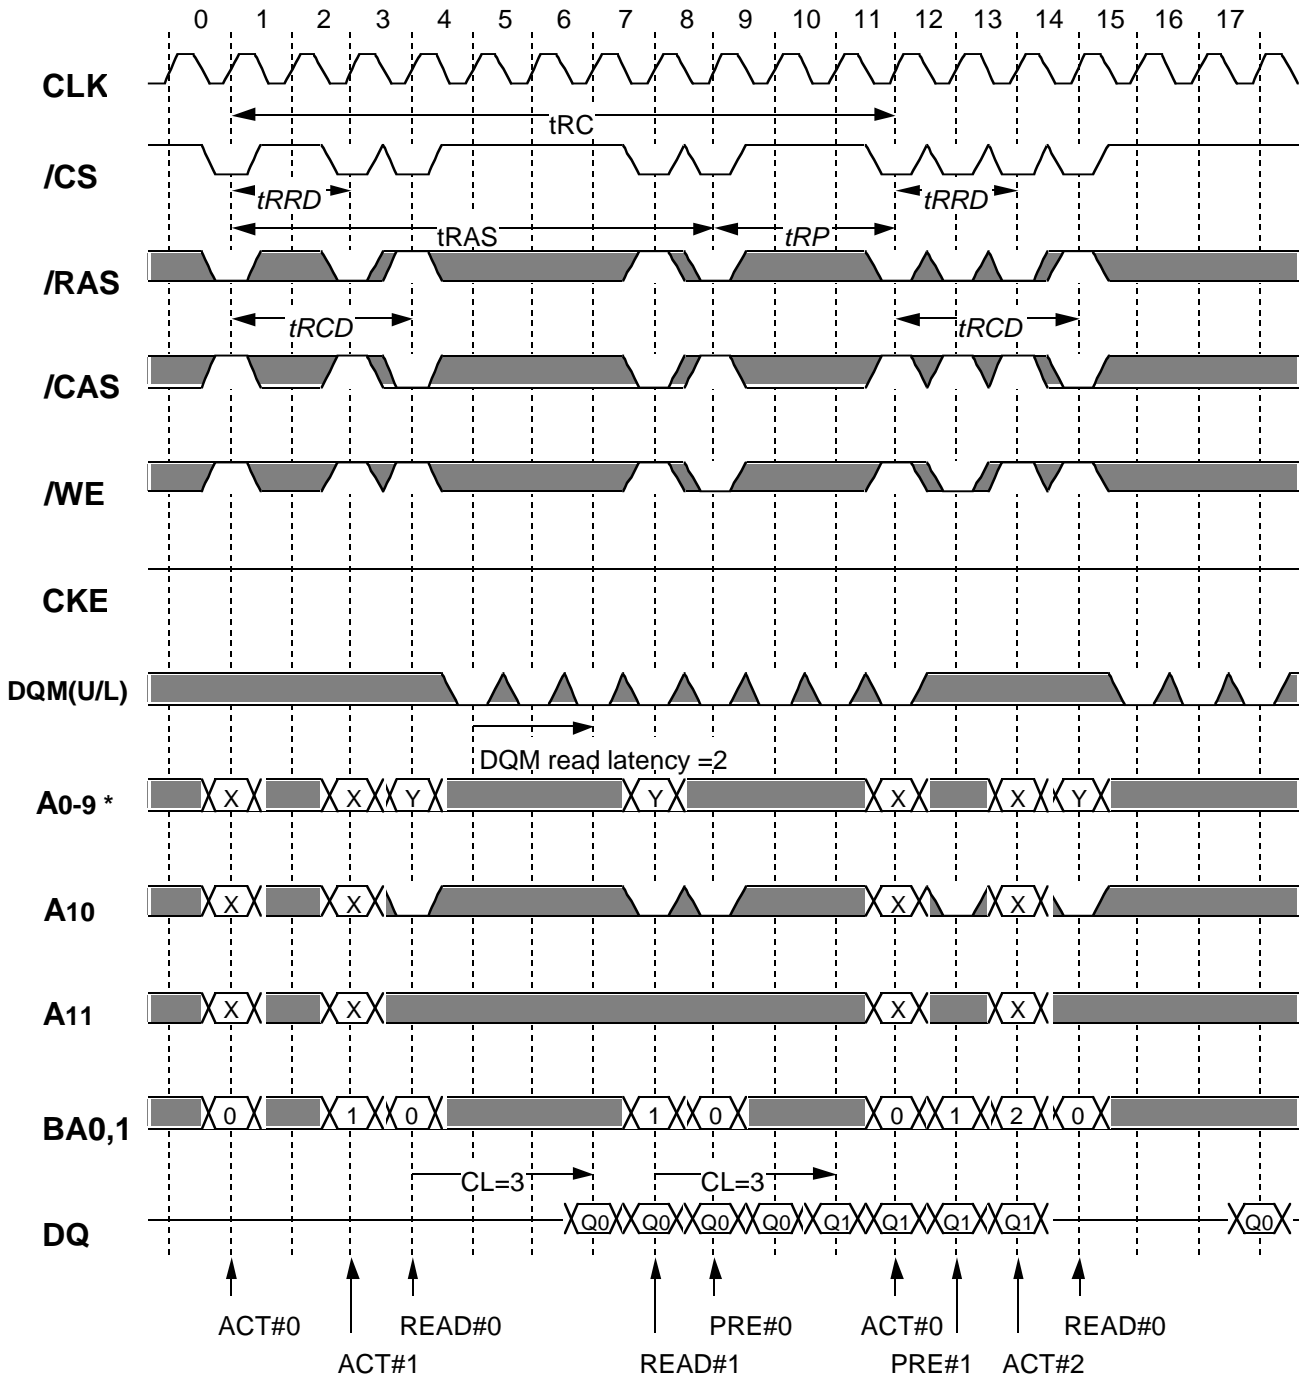 0 1 2 3 4 5 6 7 8 9 10 11 12 13 14 15 16 17
CLK
tRC
/CS
tRRD tRRD
tRAS tRP
/RAS
tRCD tRCD
/CAS
/WE
CKE
DQM(U/L)
DQM read latency =2
A0-9 * X X Y Y X X Y
A10 X X X X
A11 X X X X
BA0,1 0 1 0 1 0 0 1 2 0
CL=3 CL=3
DQ Q0 Q0 Q0 Q0 Q1 Q1 Q1 Q1 Q0
ACT#0 READ#0 PRE#0 ACT#0 READ#0
ACT#1 READ#1 PRE#1 ACT#2